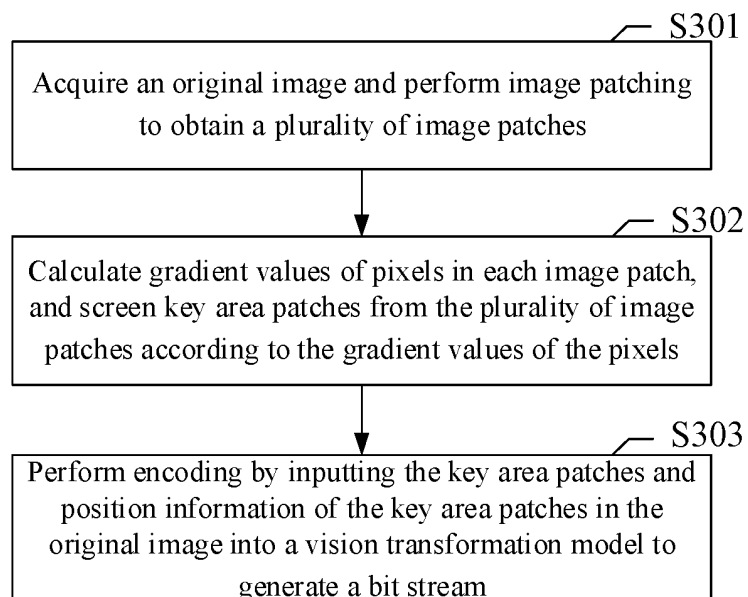 S301
Acquire an original image and perform image patching
to obtain a plurality of image patches
S302
Calculate gradient values of pixels in each image patch,
and screen key area patches from the plurality of image
patches according to the gradient values of the pixels
S303
Perform encoding by inputting the key area patches and
position information of the key area patches in the
original image into a vision transformation model to
generate a bit stream